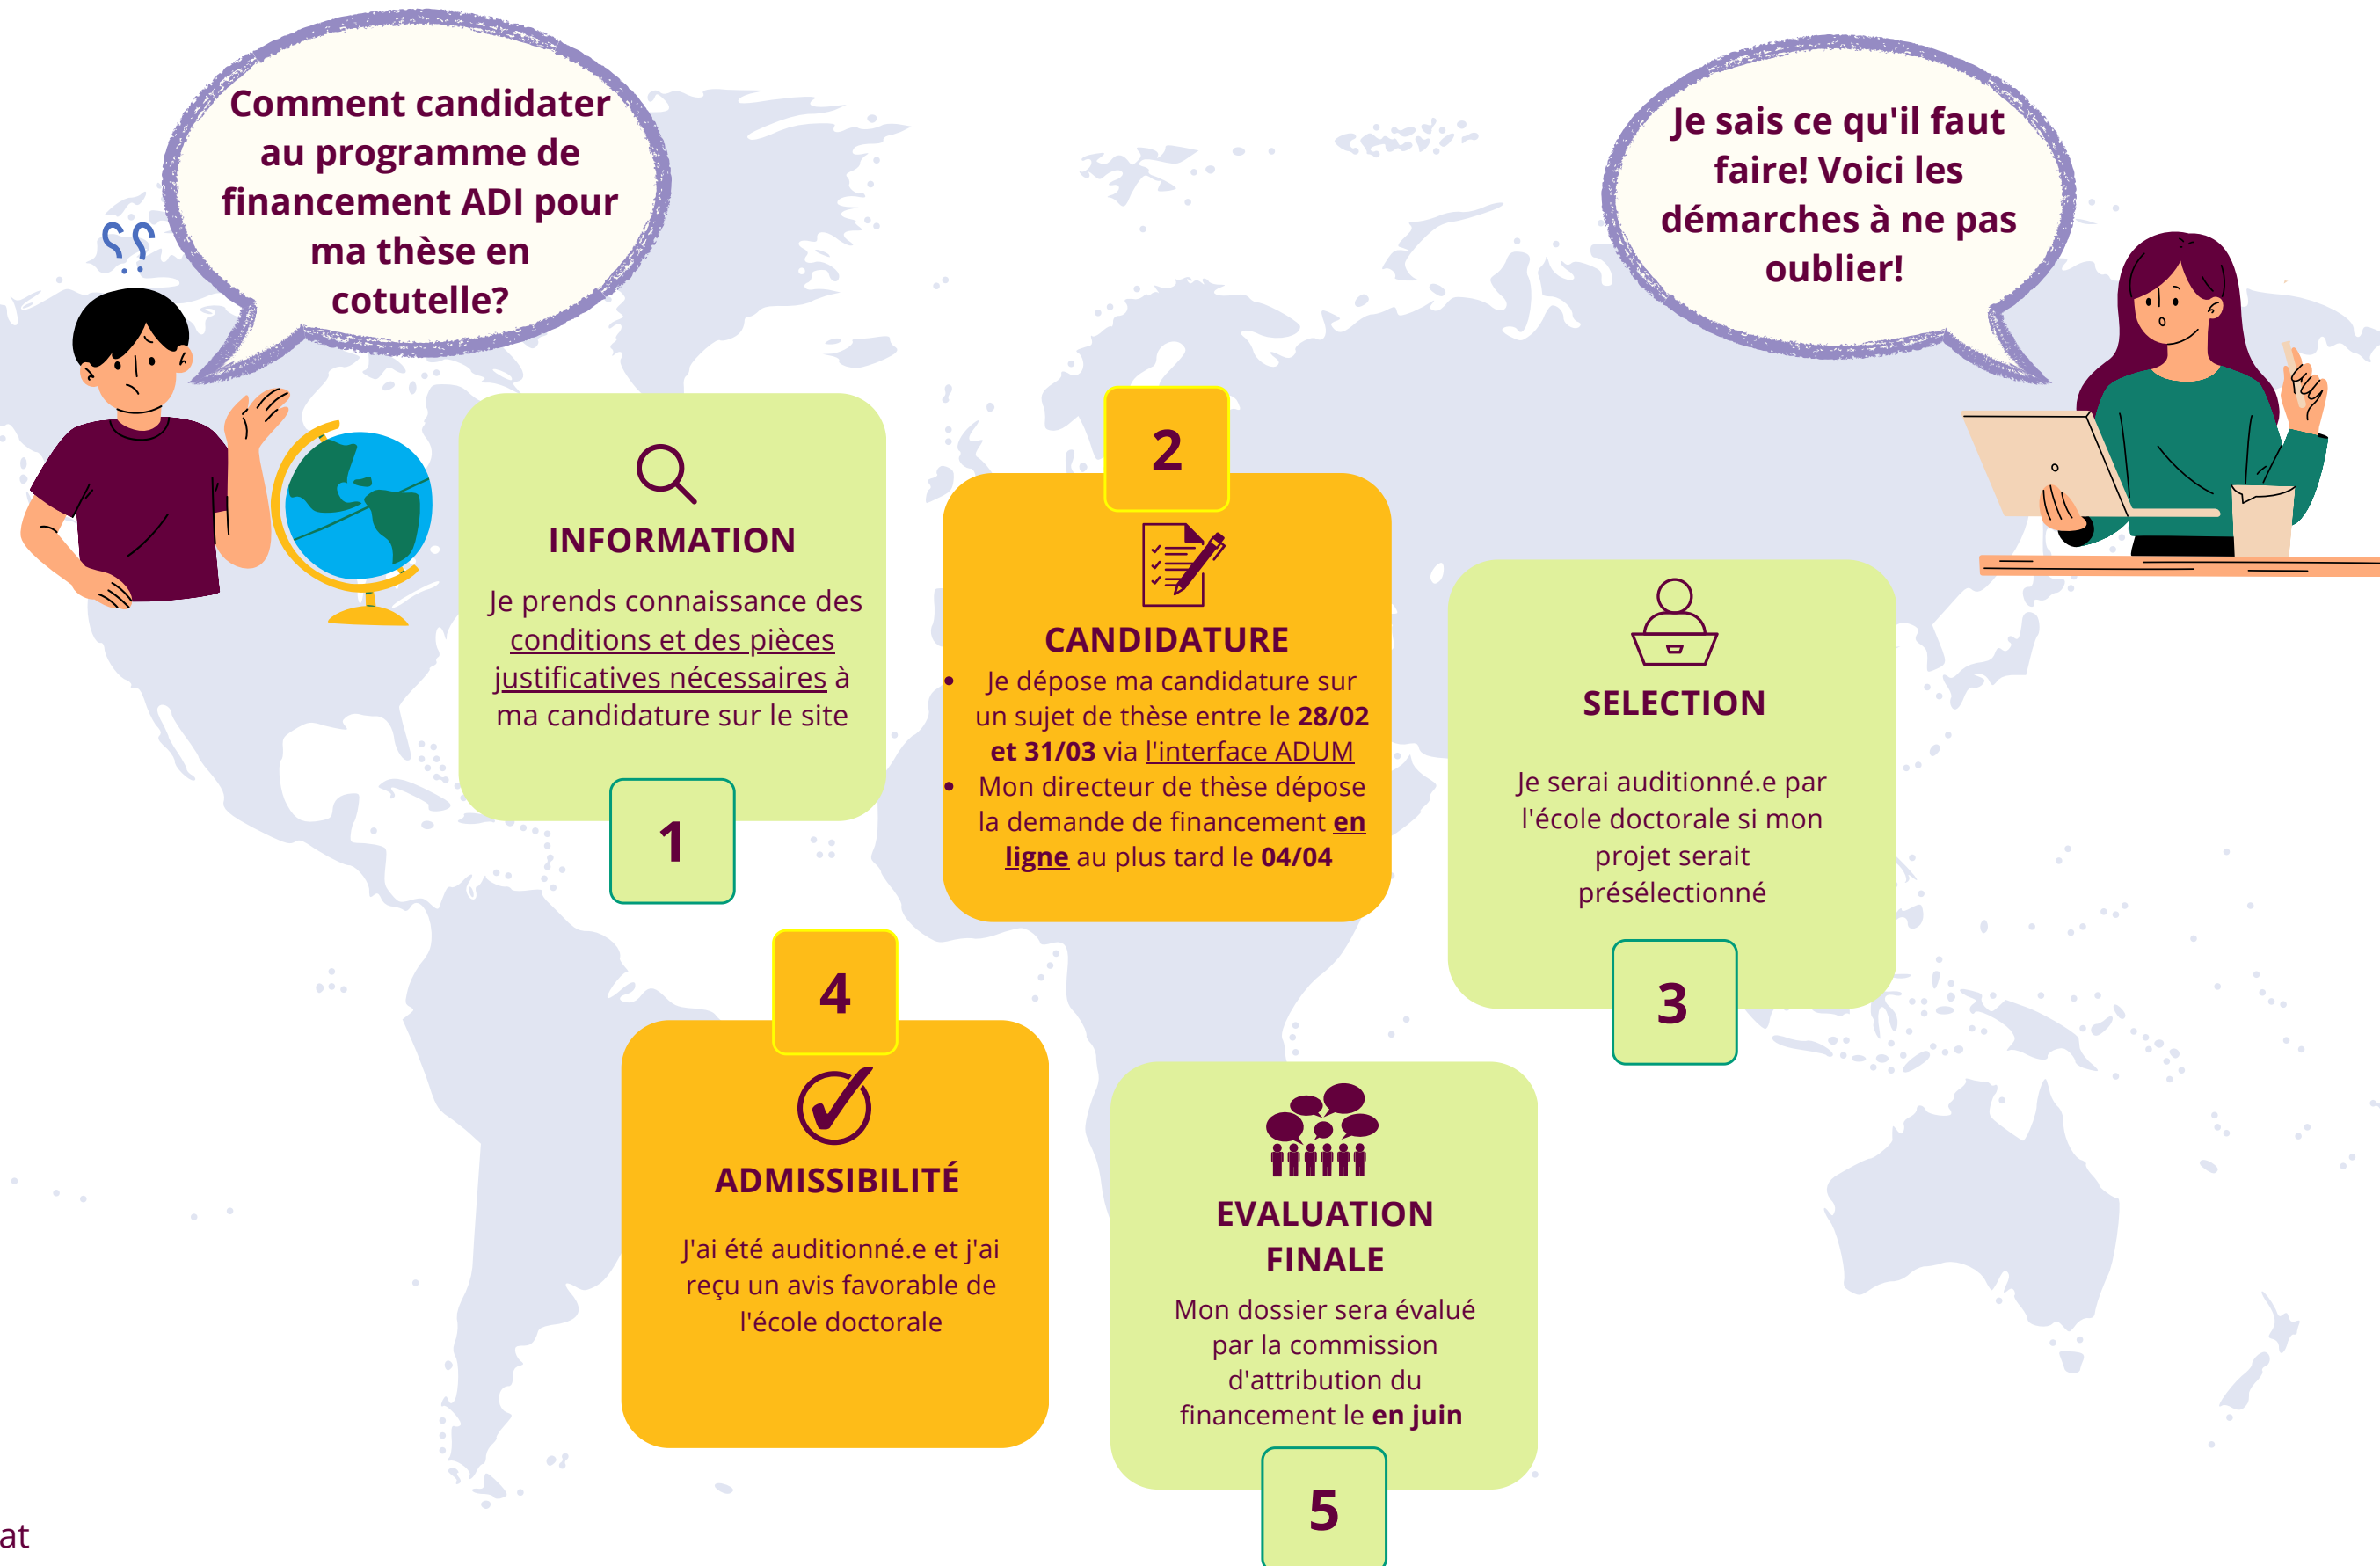 Comment candidater
au programme de
financement ADI pour
ma thèse en
cotutelle?
Je sais ce qu'il faut
faire! Voici les
démarches à ne pas
oublier!
INFORMATION
Je prends connaissance des
conditions et des pièces
justificatives nécessaires à
ma candidature sur le site
1
2
CANDIDATURE
• Je dépose ma candidature sur
un sujet de thèse entre le 28/02
et 31/03 via l'interface ADUM
• Mon directeur de thèse dépose
la demande de financement en
ligne au plus tard le 04/04
SELECTION
Je serai auditionné.e par
l'école doctorale si mon
projet serait
présélectionné
3
4
ADMISSIBILITÉ
J'ai été auditionné.e et j'ai
reçu un avis favorable de
l'école doctorale
EVALUATION
FINALE
Mon dossier sera évalué
par la commission
d'attribution du
financement le en juin
5
at